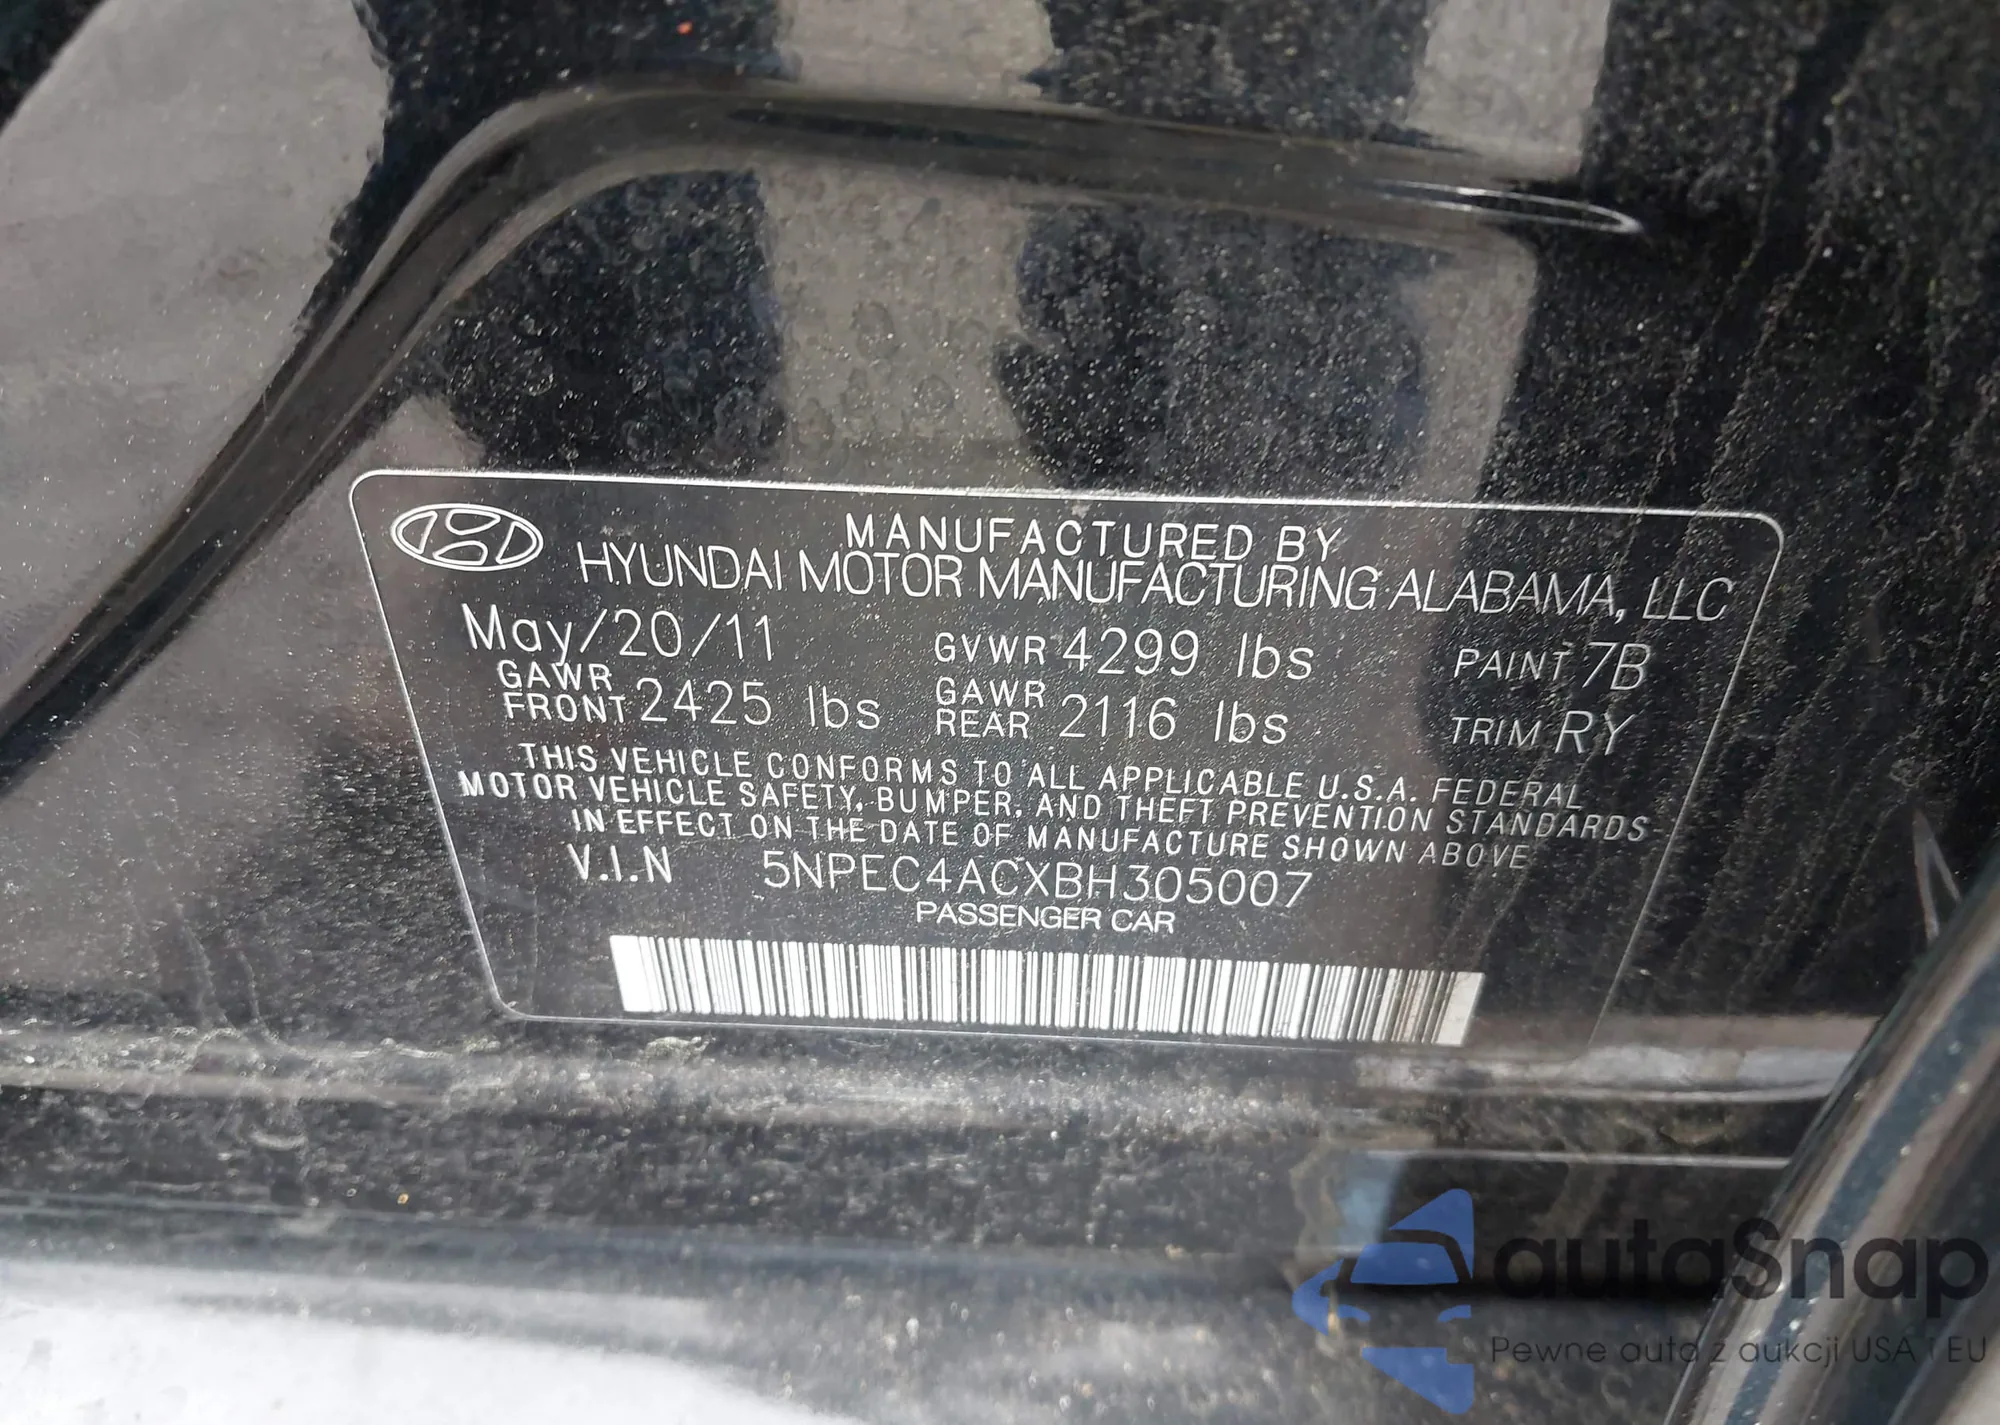 MANUFACTURED BY
HYUNDAI MOTOR MANUFACTURING ALABAMA, LLC
May/20/11 GVWR 4299 lbs PAINT 7B
GAWR FRONT 2425 lbs GAWR REAR 2116 lbs TRIM RY
THIS VEHICLE CONFORMS TO ALL APPLICABLE U.S.A. FEDERAL
MOTOR VEHICLE SAFETY, BUMPER, AND THEFT PREVENTION STANDARDS
IN EFFECT ON THE DATE OF MANUFACTURE SHOWN ABOVE
V.I.N 5NPEC4ACXBH305007
PASSENGER CAR
autaSnap
Pewne auta z aukcji USA i EU